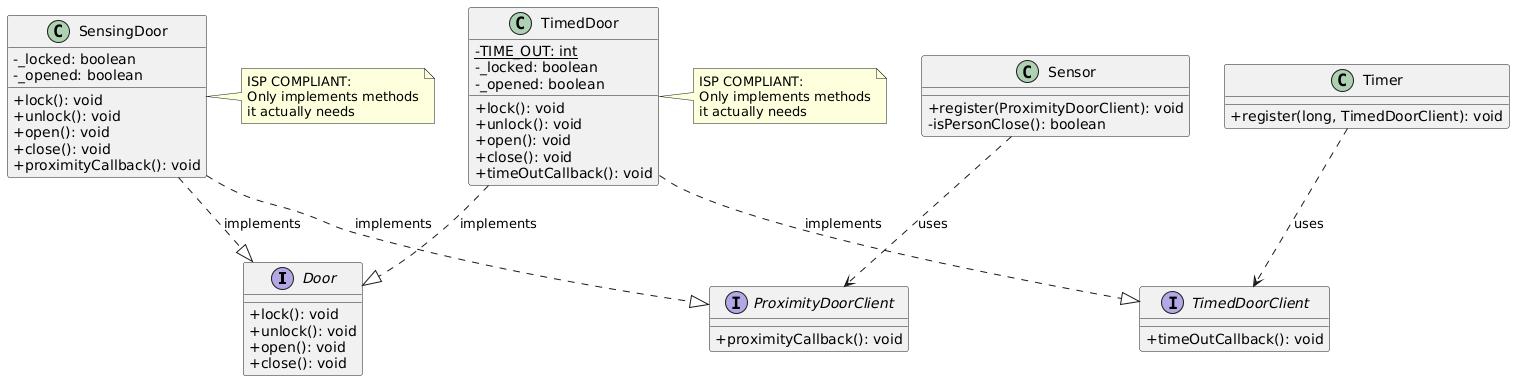 C SensingDoor
-_locked: boolean
-_opened: boolean
+lock(): void
+unlock(): void
+open(): void
+close(): void
+proximityCallback(): void
ISP COMPLIANT:
Only implements methods
it actually needs
C TimedDoor
-TIME_OUT: int
-_locked: boolean
-_opened: boolean
+lock(): void
+unlock(): void
+open(): void
+close(): void
+timeOutCallback(): void
ISP COMPLIANT:
Only implements methods
it actually needs
C Sensor
+register(ProximityDoorClient): void
-isPersonClose(): boolean
C Timer
+register(long, TimedDoorClient): void
implements
implements
implements
implements
uses
uses
I Door
+lock(): void
+unlock(): void
+open(): void
+close(): void
I ProximityDoorClient
+proximityCallback(): void
I TimedDoorClient
+timeOutCallback(): void